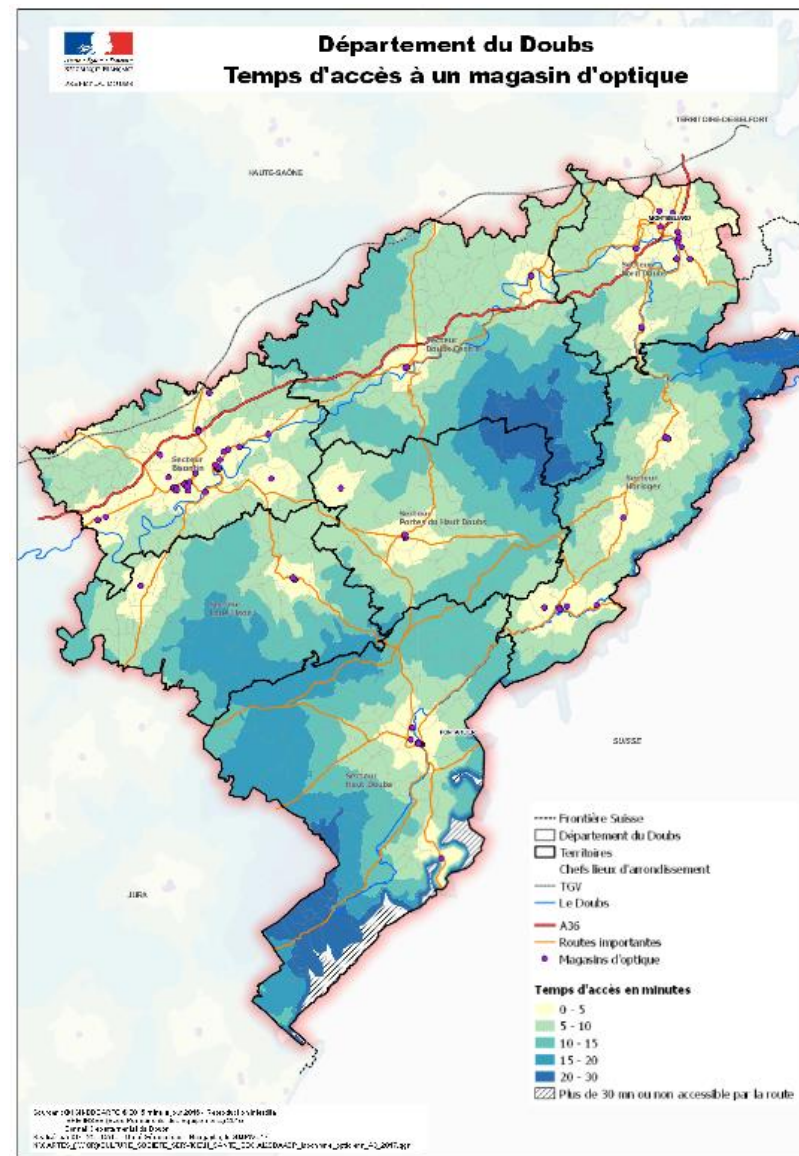 Département du Doubs
Temps d'accès à un magasin d'optique
TERRITOIRE-DE-BELFORT
HAUTE-SAÔNE
MONTBELIARD
Secteur
Nord Doubs
Secteur
Doubs Central
Secteur
Bisontin
Secteur
Horloger
Secteur
Portes du Haut Doubs
Secteur
Loue Lison
SUISSE
PONTARLIER
Secteur
Haut Doubs
JURA
Frontière Suisse
Département du Doubs
Territoires
Chefs lieux d'arrondissement
TGV
Le Doubs
A36
Routes importantes
Magasins d'optique
Temps d'accès en minutes
0 - 5
5 - 10
10 - 15
15 - 20
20 - 30
Plus de 30 mn ou non accessible par la route